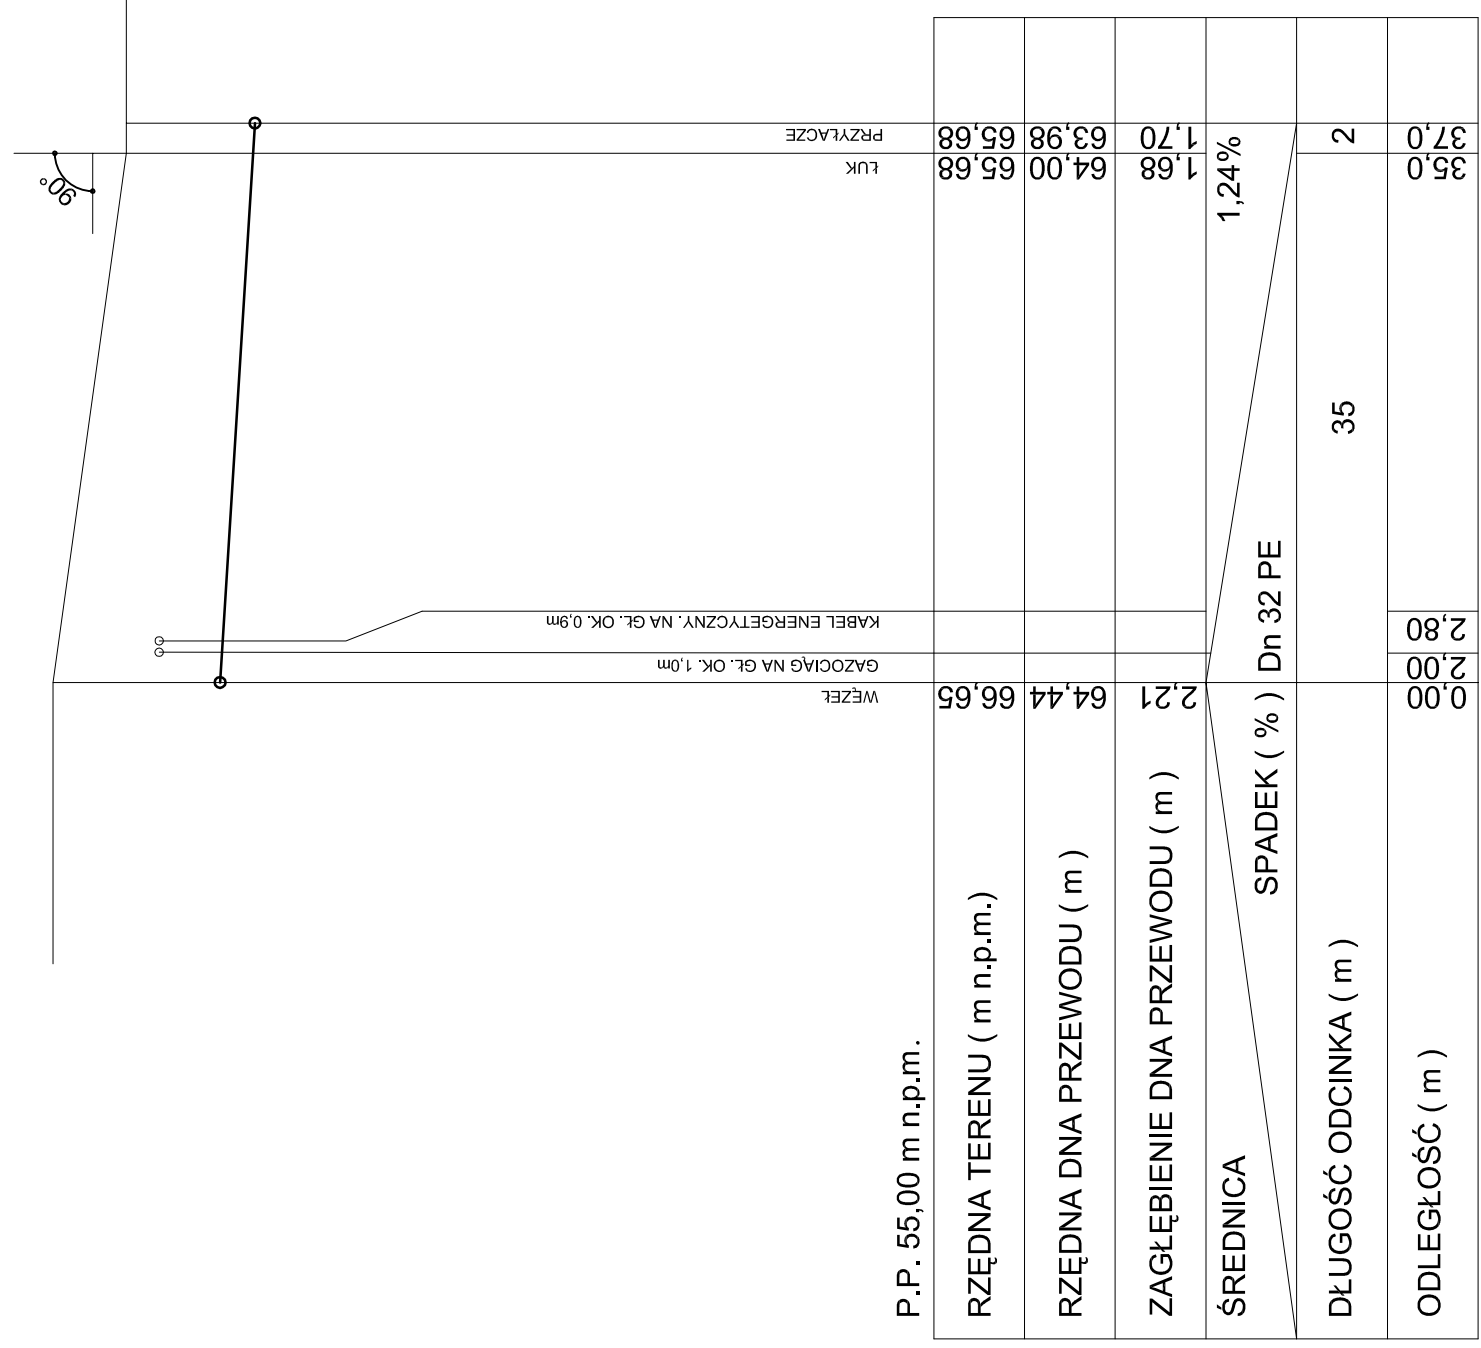 90°
P.P. 55,00 m n.p.m.
WĘZEŁ
GAZOCIĄG NA GŁ. OK. 1,0m
KABEL ENERGETYCZNY. NA GŁ. OK. 0,9m
ŁUK
PRZYŁĄCZE
RZĘDNA TERENU ( m n.p.m.)
66,65
65,68
65,68
RZĘDNA DNA PRZEWODU ( m )
64,44
64,00
63,98
ZAGŁĘBIENIE DNA PRZEWODU ( m )
2,21
1,68
1,70
ŚREDNICA
SPADEK ( % )
Dn 32 PE
1,24%
DŁUGOŚĆ ODCINKA ( m )
35
2
ODLEGŁOŚĆ ( m )
0,00
2,00
2,80
35,0
37,0